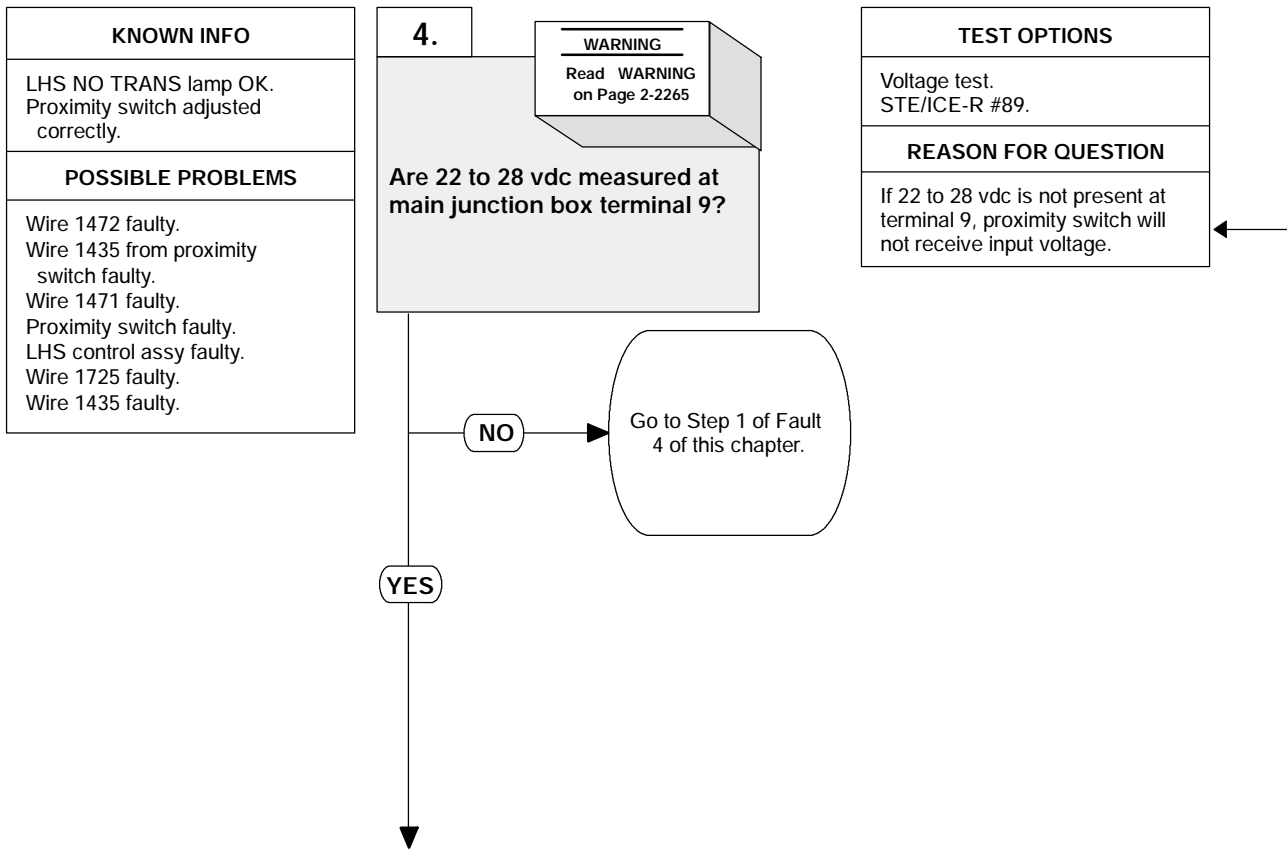 KNOWN INFO
LHS NO TRANS lamp OK.
Proximity switch adjusted
correctly.
POSSIBLE PROBLEMS
Wire 1472 faulty.
Wire 1435 from proximity
switch faulty.
Wire 1471 faulty.
Proximity switch faulty.
LHS control assy faulty.
Wire 1725 faulty.
Wire 1435 faulty.
4.
WARNING
Read WARNING
on Page 2-2265
Are 22 to 28 vdc measured at
main junction box terminal 9?
TEST OPTIONS
Voltage test.
STE/ICE-R #89.
REASON FOR QUESTION
If 22 to 28 vdc is not present at
terminal 9, proximity switch will
not receive input voltage.
NO
Go to Step 1 of Fault
4 of this chapter.
YES